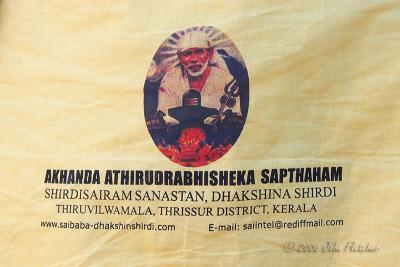 AKHANDA ATHIRUDRABHISHEKA SAPTHAHAM
SHIRDISAIRAM SANASTAN, DHAKSHINA SHIRDI
THIRUVILWAMALA, THRISSUR DISTRICT, KERALA
www.saibaba-dhakshinshirdi.com E-mail: saiintel@rediffmail.com